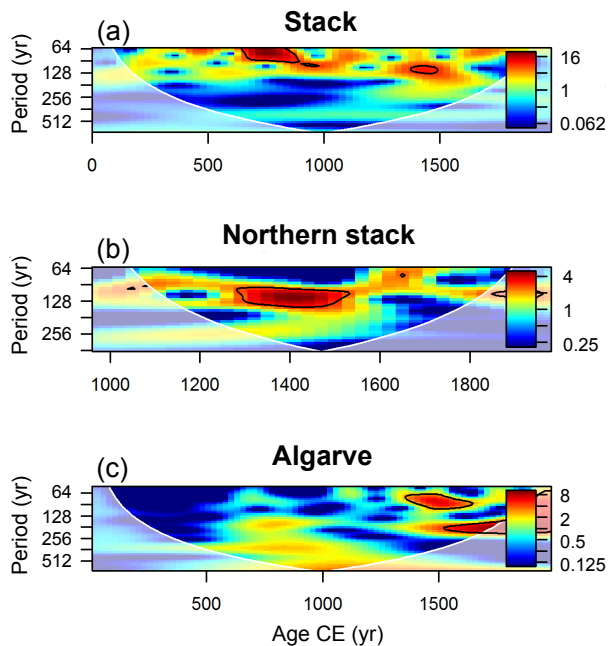 (a) Stack
Period (yr)
64
128
256
512
16
1
0.062
0 500 1000 1500
(b) Northern stack
Period (yr)
64
128
256
4
1
0.25
1000 1200 1400 1600 1800
(c) Algarve
Period (yr)
64
128
256
512
8
2
0.5
0.125
500 1000 1500
Age CE (yr)